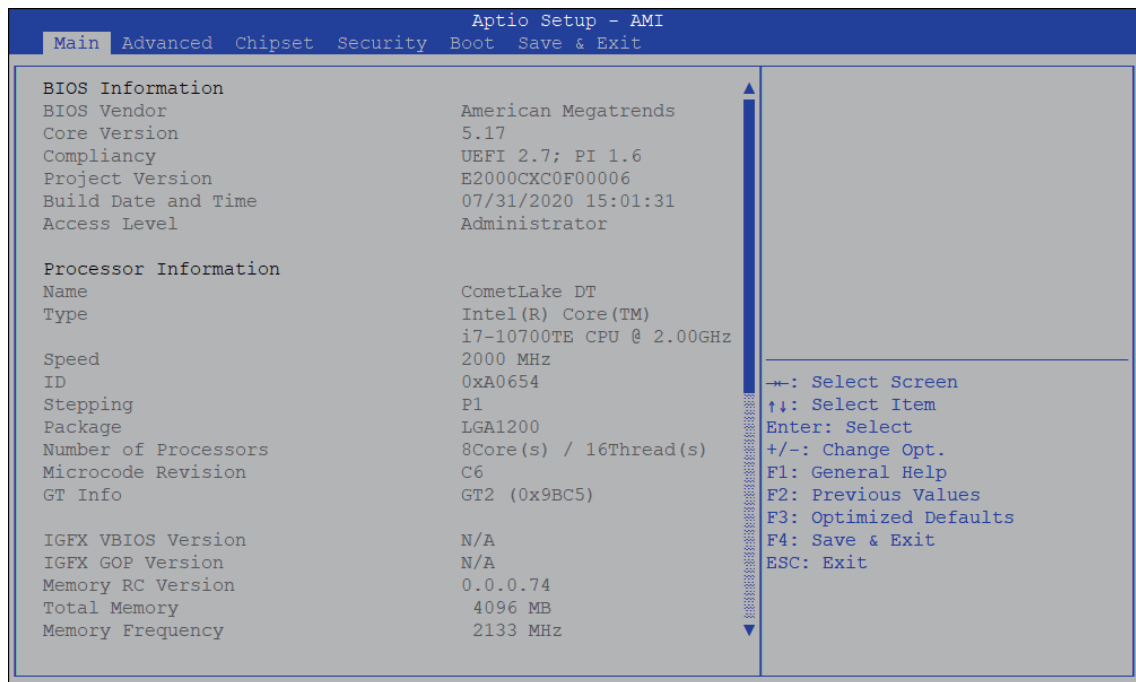 Aptio Setup - AMI
Main Advanced Chipset Security Boot Save & Exit
BIOS Information
BIOS Vendor American Megatrends
Core Version 5.17
Compliancy UEFI 2.7; PI 1.6
Project Version E2000CXC0F00006
Build Date and Time 07/31/2020 15:01:31
Access Level Administrator
Processor Information
Name CometLake DT
Type Intel(R) Core(TM)
i7-10700TE CPU @ 2.00GHz
Speed 2000 MHz
ID 0xA0654
Stepping P1
Package LGA1200
Number of Processors 8Core(s) / 16Thread(s)
Microcode Revision C6
GT Info GT2 (0x9BC5)
IGFX VBIOS Version N/A
IGFX GOP Version N/A
Memory RC Version 0.0.0.74
Total Memory 4096 MB
Memory Frequency 2133 MHz
→←: Select Screen
↑↓: Select Item
Enter: Select
+/-: Change Opt.
F1: General Help
F2: Previous Values
F3: Optimized Defaults
F4: Save & Exit
ESC: Exit